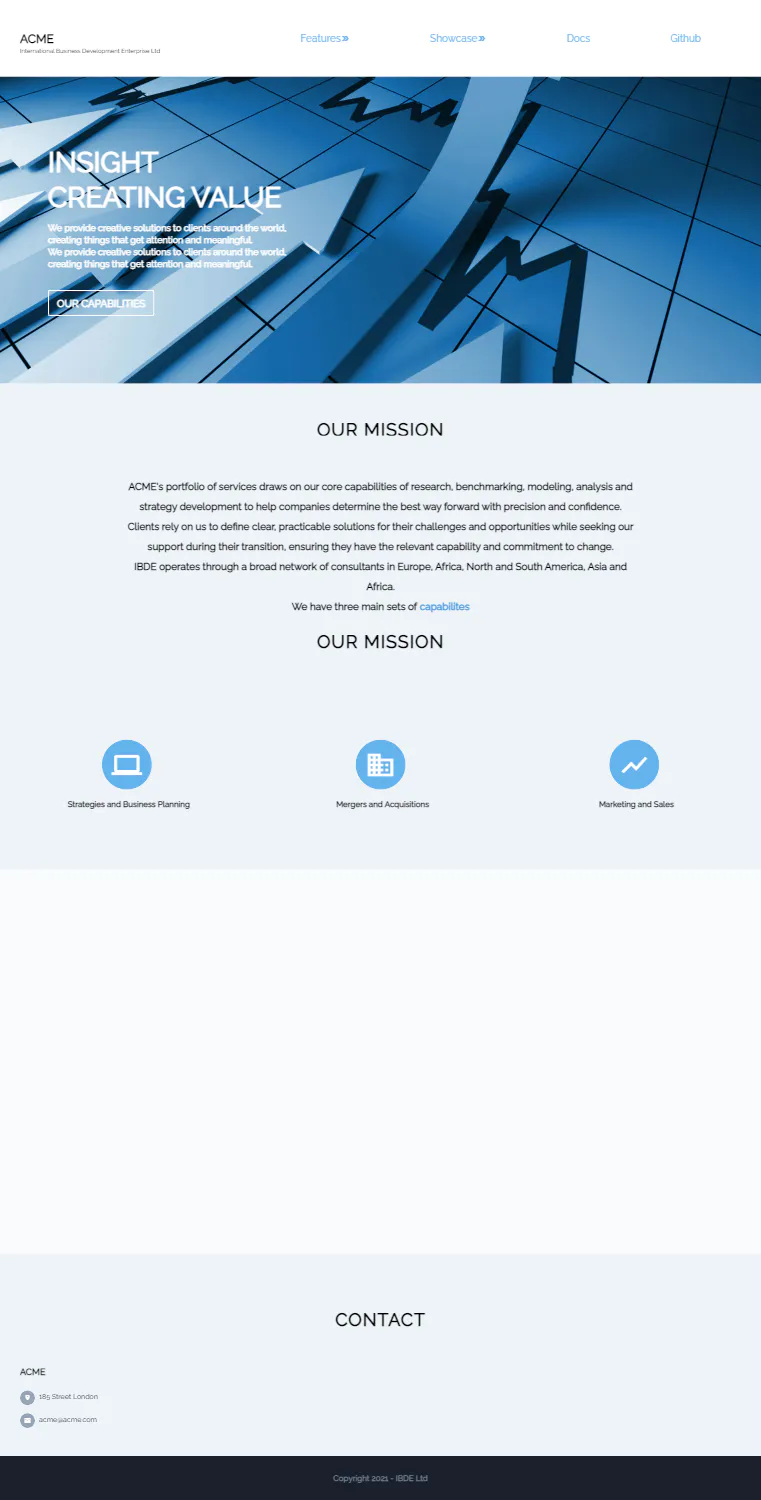 ACME
International Business Development Enterprise Ltd
Features» Showcase» Docs Github
INSIGHT
CREATING VALUE
We provide creative solutions to clients around the world,
creating things that get attention and meaningful.
We provide creative solutions to clients around the world,
creating things that get attention and meaningful.
OUR CAPABILITIES
OUR MISSION
ACME's portfolio of services draws on our core capabilities of research, benchmarking, modeling, analysis and
strategy development to help companies determine the best way forward with precision and confidence.
Clients rely on us to define clear, practicable solutions for their challenges and opportunities while seeking our
support during their transition, ensuring they have the relevant capability and commitment to change.
IBDE operates through a broad network of consultants in Europe, Africa, North and South America, Asia and
Africa.
We have three main sets of capabilites
OUR MISSION
Strategies and Business Planning
Mergers and Acquisitions
Marketing and Sales
CONTACT
ACME
185 Street London
acme@acme.com
Copyright 2021 - IBDE Ltd